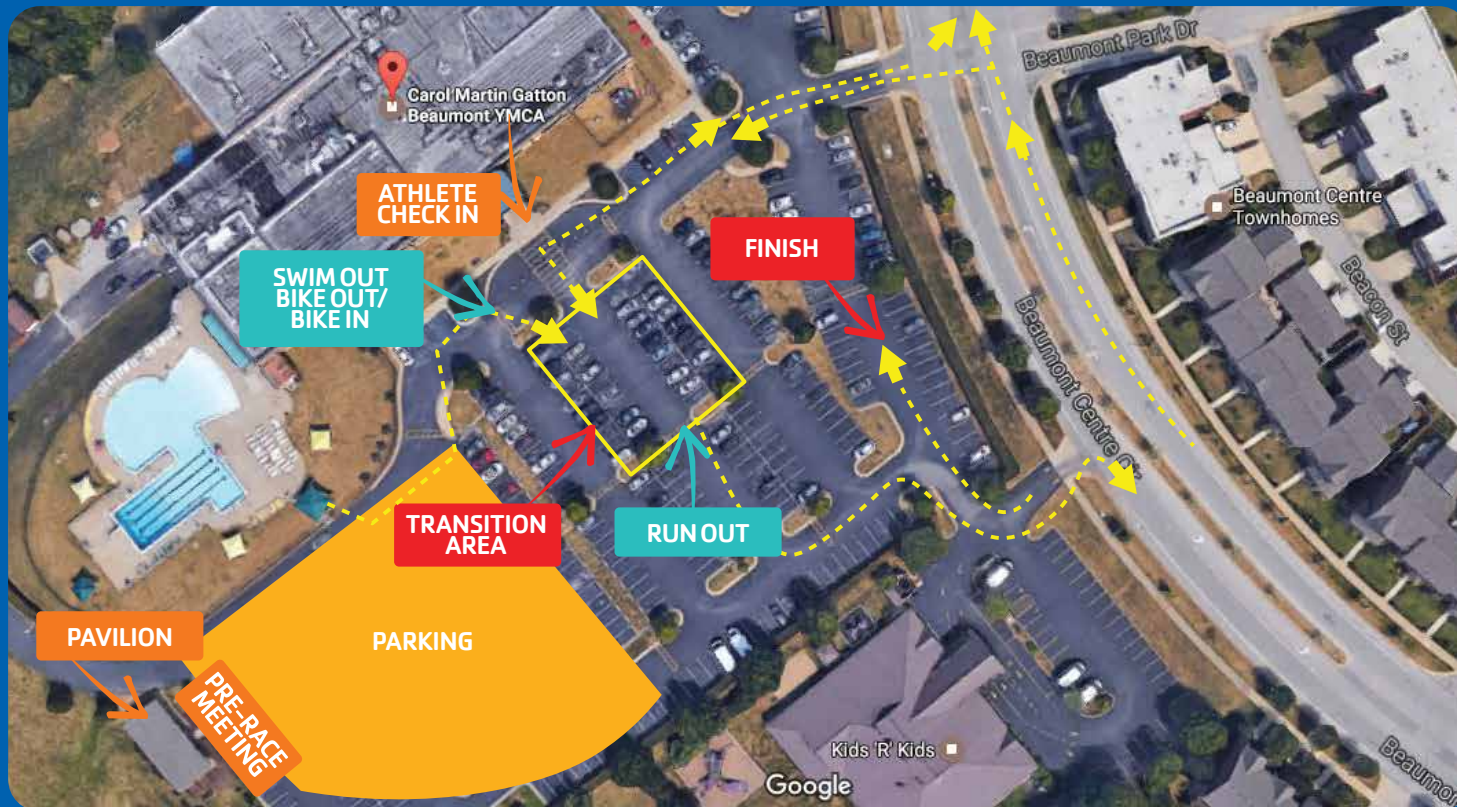 Beaumont Park Dr
Carol Martin Gatton
Beaumont YMCA
ATHLETE
CHECK IN
Beaumont Centre
Townhomes
FINISH
SWIM OUT
BIKE OUT/
BIKE IN
Beacon St
Beaumont Centre Cir
TRANSITION
AREA
RUN OUT
PAVILION
PARKING
PRE-RACE
MEETING
Kids 'R' Kids
Google
Beaumont